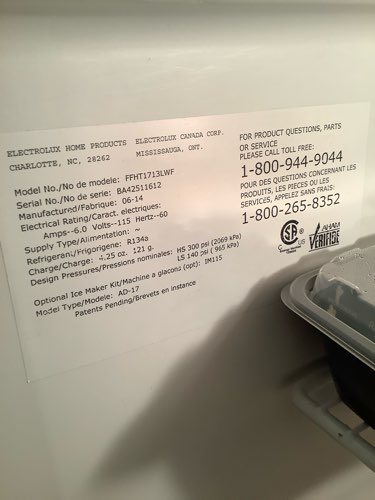 ELECTROLUX HOME PRODUCTS ELECTROLUX CANADA CORP.
CHARLOTTE, NC, 28262 MISSISSAUGA, ONT.
Model No./No de modele: FFHT1713LWF
Serial No./No de serie: BA42511612
Manufactured/Fabrique: 06-14
Electrical Rating/Caract. electriques:
Amps--6.0 Volts--115 Hertz--60
Supply Type/Alimentation: ~
Refrigeran:/Frigorigene: R134a
Charge/Charge: 4.25 oz. 121 g.
Design Pressures/Pressions nominales: HS 300 psi (2069 kPa)
LS 140 psi ( 965 kPa)
Optional Ice Maker Kit/Machine a glacons (opt): IM115
Model Type/Modele: AD-17
Patents Pending/Brevets en instance
FOR PRODUCT QUESTIONS, PARTS
OR SERVICE
PLEASE CALL TOLL FREE:
1-800-944-9044
POUR DES QUESTIONS CONCERNANT LES
PRODUITS, LES PIECES OU LES
SERVICES, APPELEZ SANS FRAIS:
1-800-265-8352
C US
AHAM
VERIFIDE